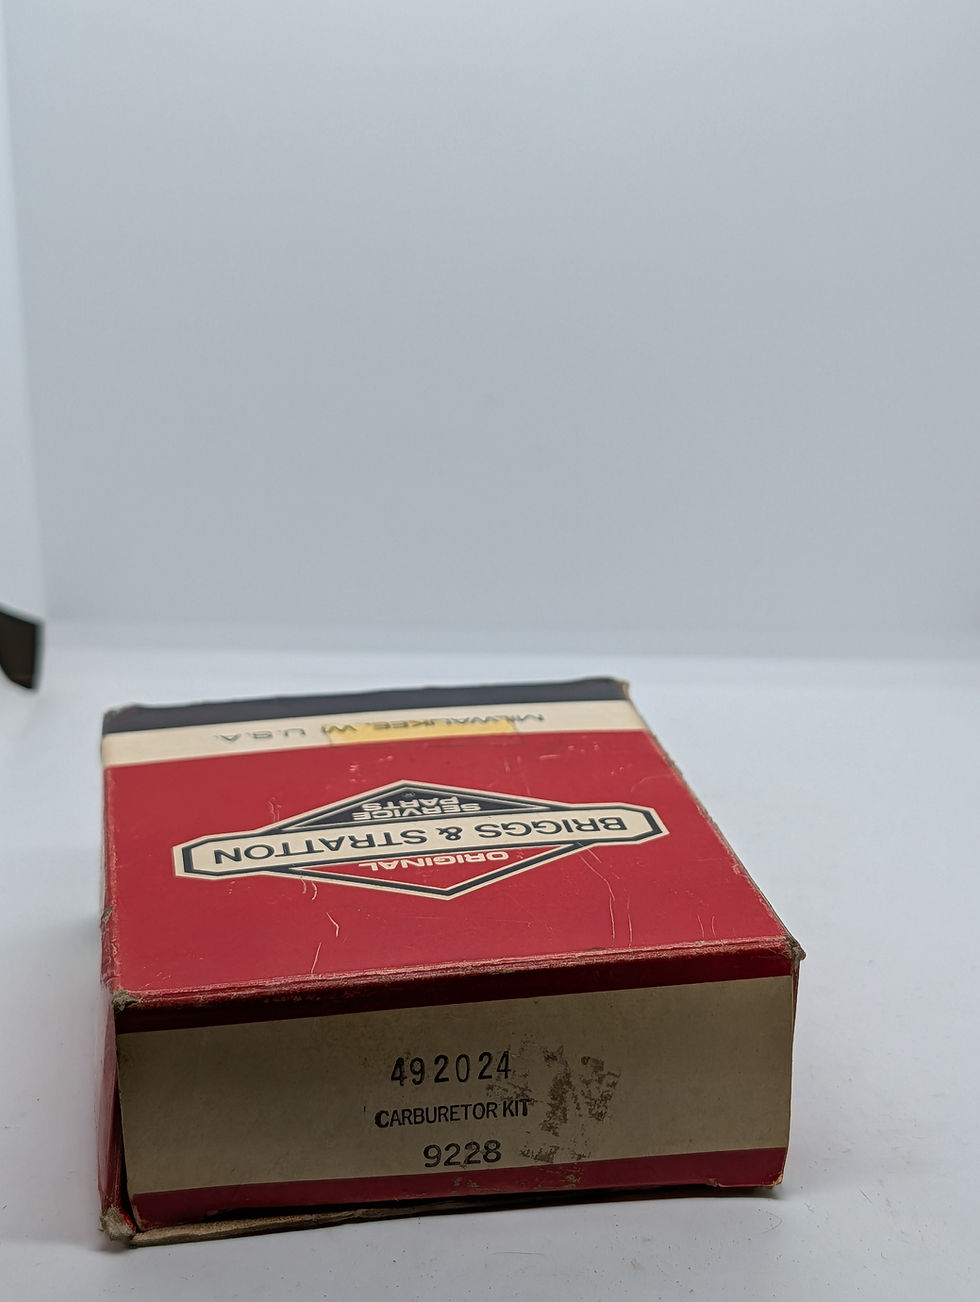 ORIGINAL
BRIGGS & STRATTON
SERVICE
PARTS
MILWAUKEE, WI U.S.A.
492024
CARBURETOR KIT
9228